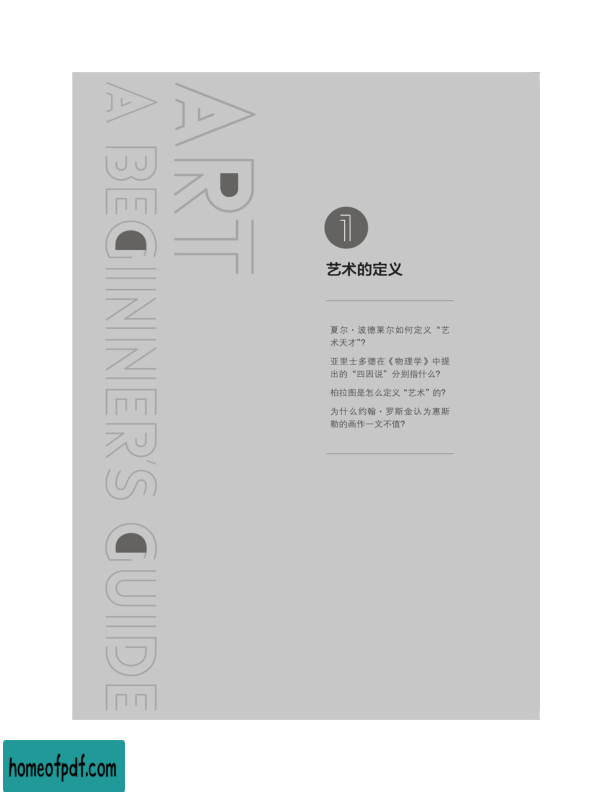 ART
A BEGINNER'S GUIDE
1
艺术的定义
夏尔·波德莱尔如何定义“艺
术天才”?
亚里士多德在《物理学》中提
出的“四因说”分别指什么?
柏拉图是怎么定义“艺术”的?
为什么约翰·罗斯金认为惠斯
勒的画作一文不值?
homeofpdf.com